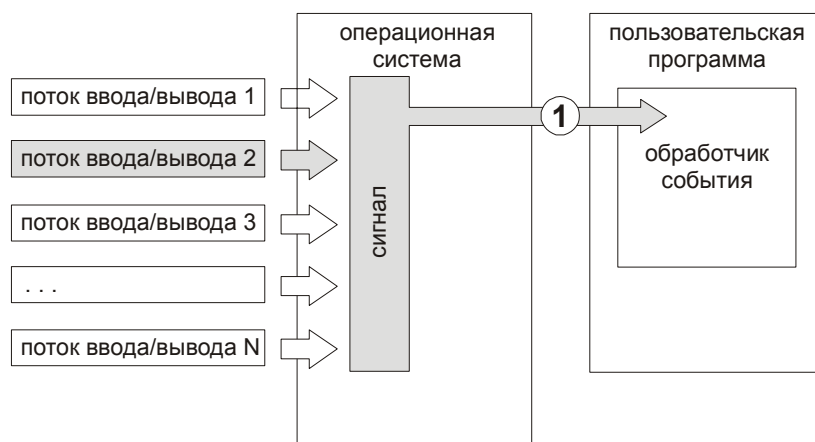 операционная
система
пользовательская
программа
поток ввода/вывода 1
поток ввода/вывода 2
поток ввода/вывода 3
. . .
поток ввода/вывода N
сигнал
1
обработчик
события